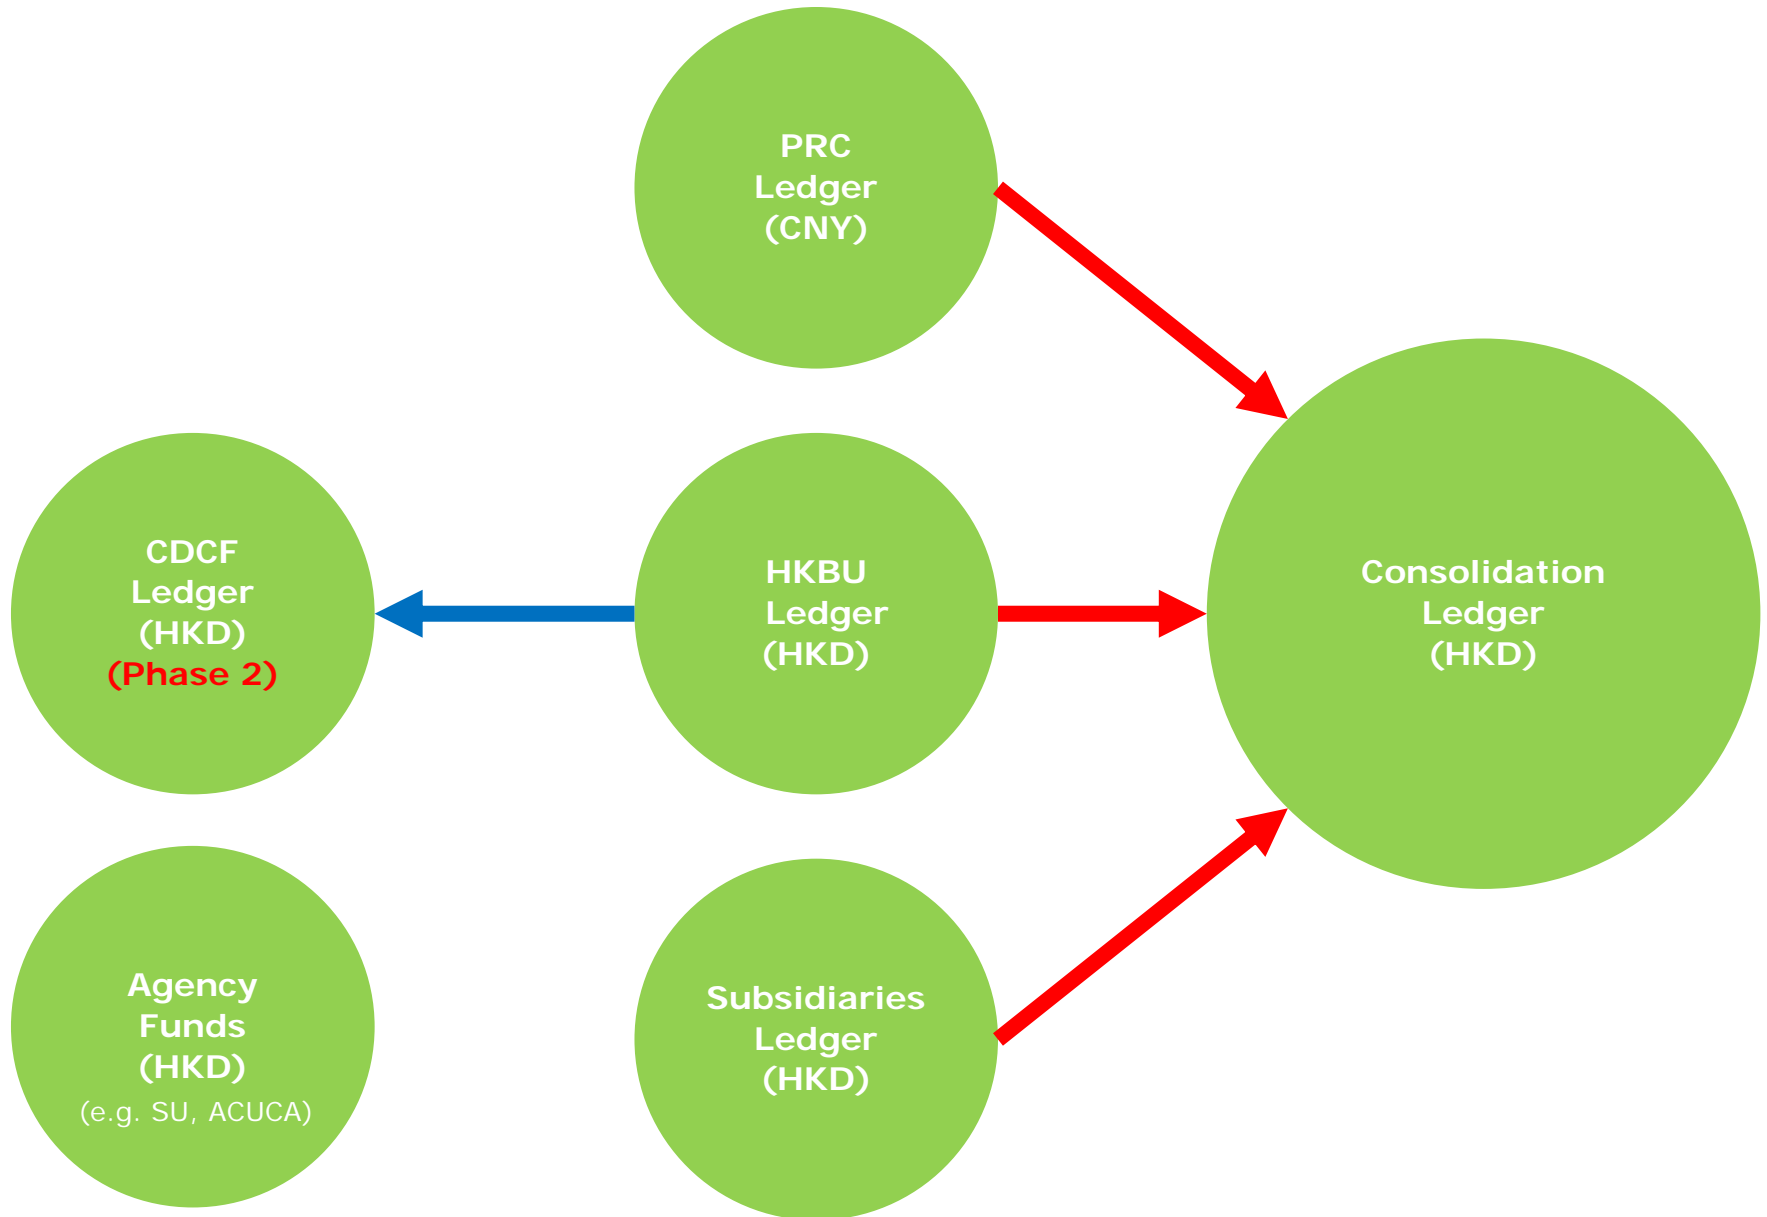 PRC
Ledger
(CNY)
CDCF
Ledger
(HKD)
(Phase 2)
HKBU
Ledger
(HKD)
Consolidation
Ledger
(HKD)
Agency
Funds
(HKD)
(e.g. SU, ACUCA)
Subsidiaries
Ledger
(HKD)